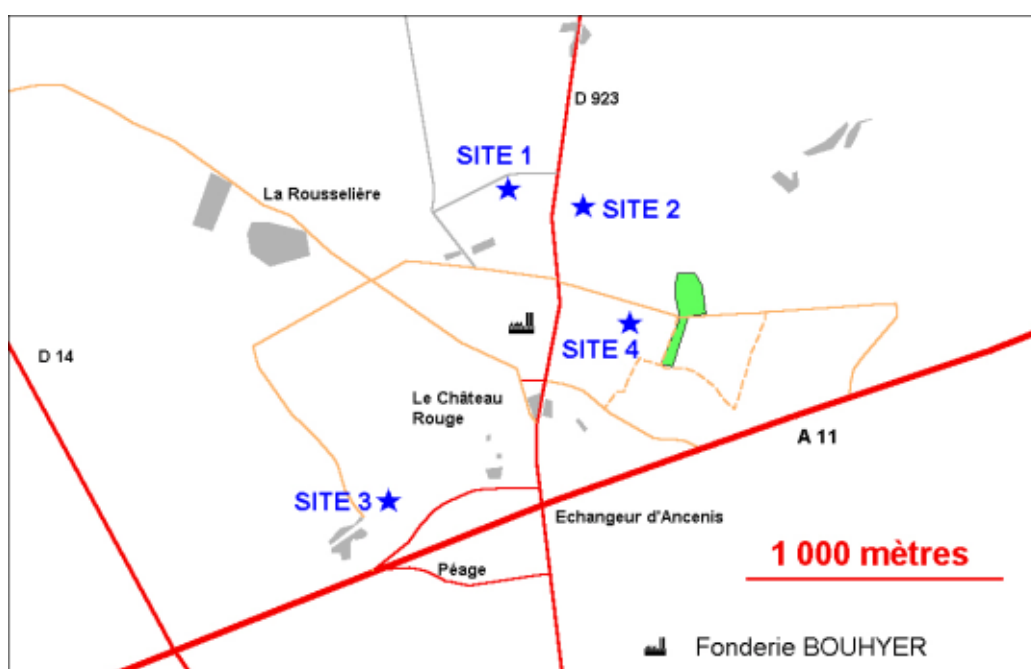 D 923
SITE 1
La Rousselière
SITE 2
SITE 4
D 14
Le Château
Rouge
A 11
SITE 3
Echangeur d'Ancenis
1 000 mètres
Péage
Fonderie BOUHYER